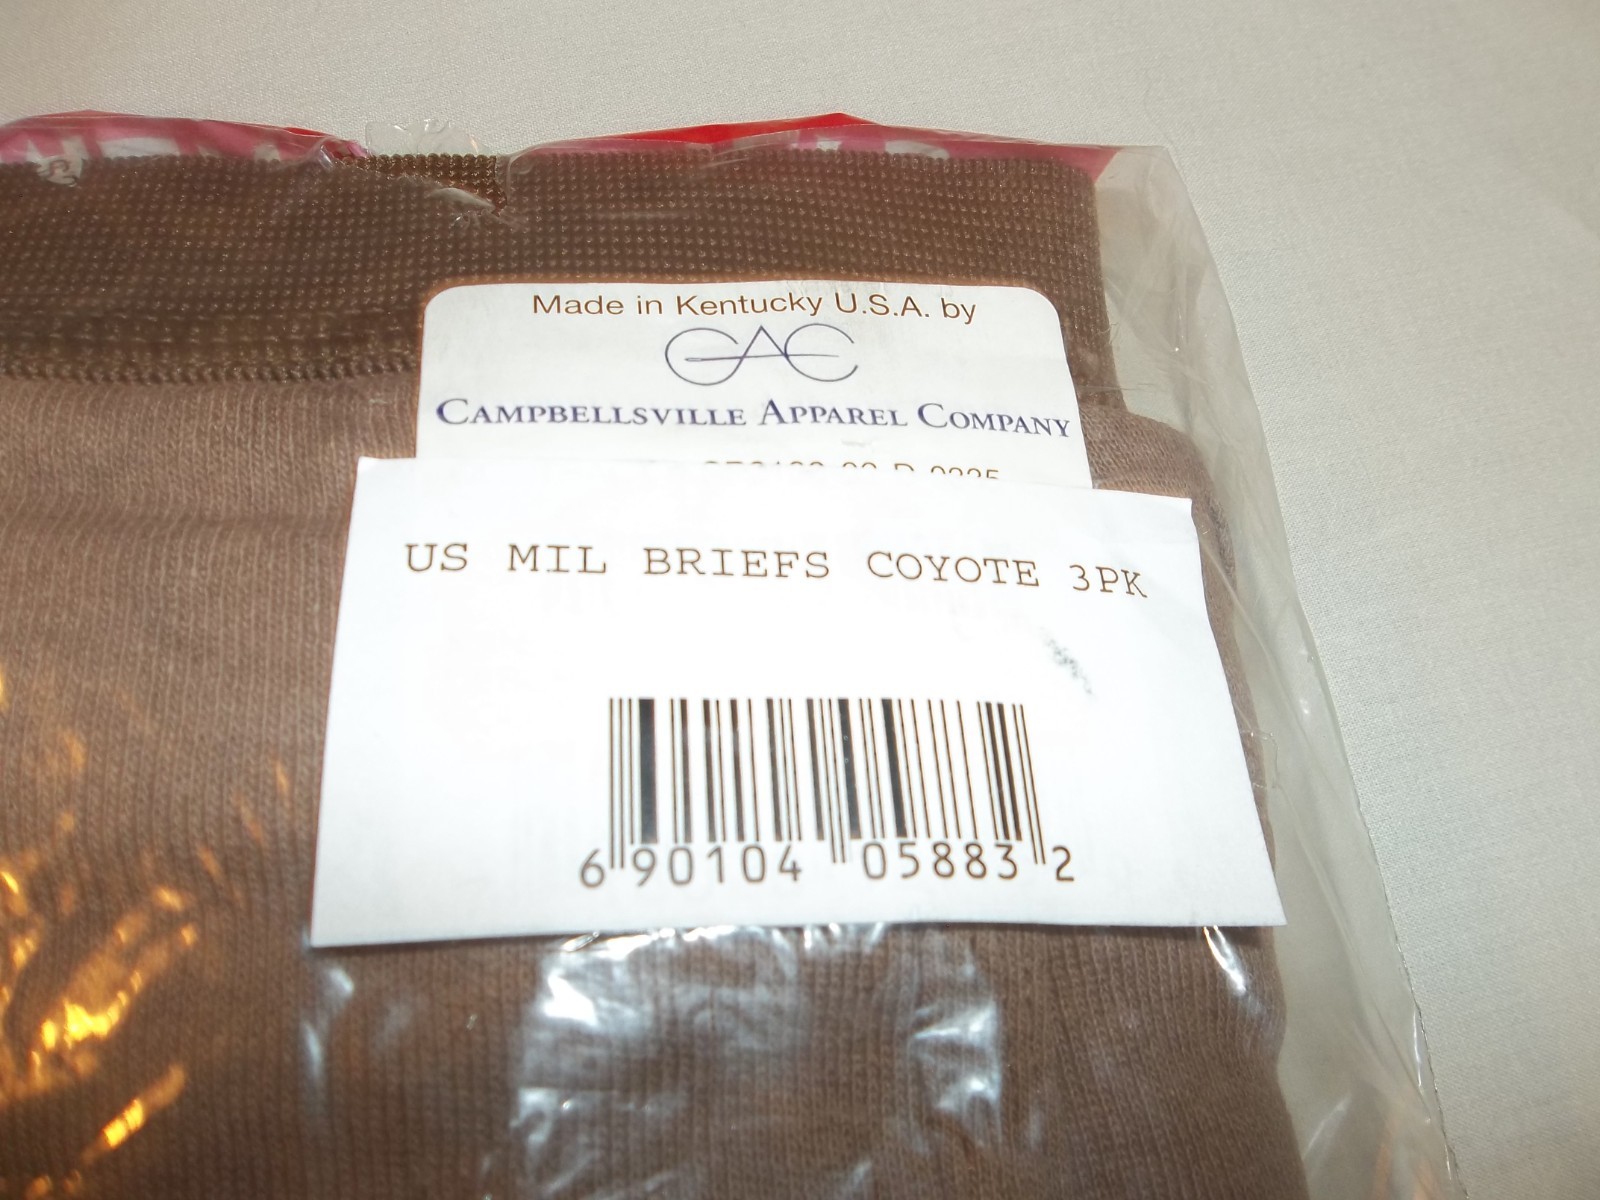 Made in Kentucky U.S.A. by
CAC
CAMPBELLSVILLE APPAREL COMPANY
US MIL BRIEFS COYOTE 3PK
6 90104 05883 2